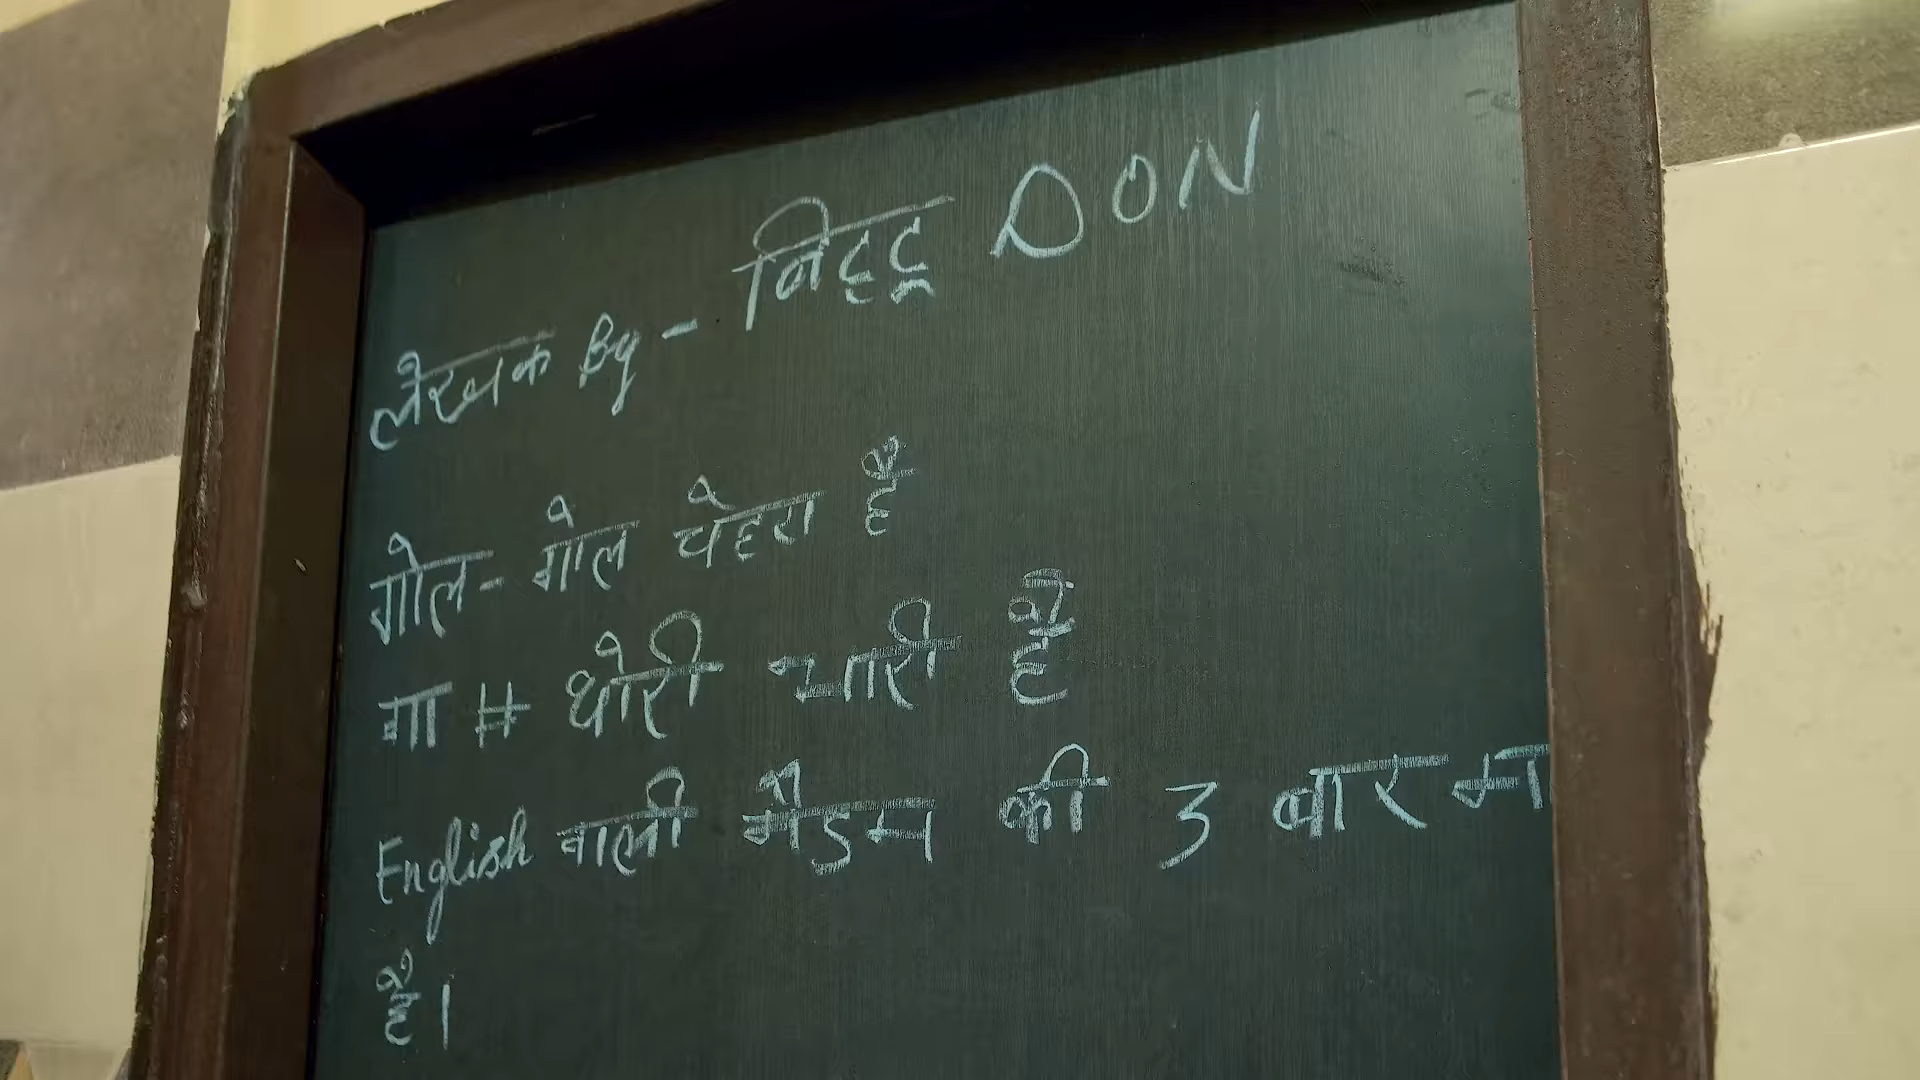 लेखक By - बिट्टू DON
गोल - गोल चेहरा है
गा # थोरी भारी है
English वाली मैडम की 3 बार म
है।